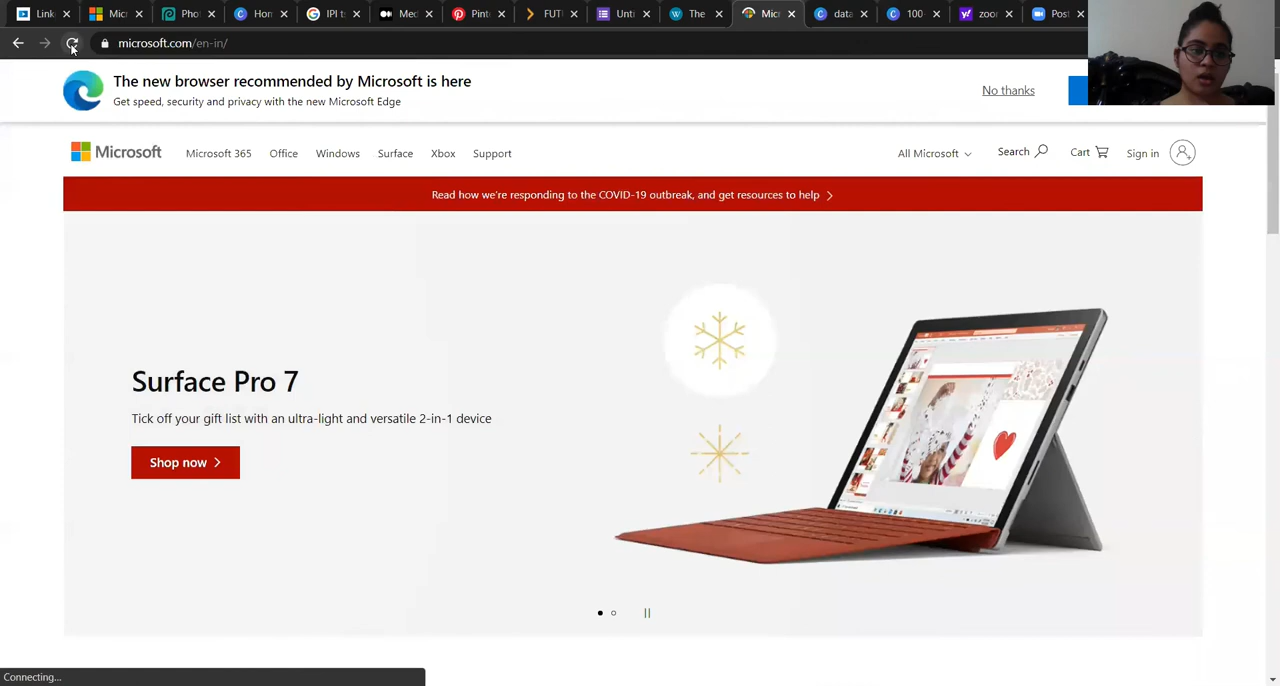 Link
Micr
Pho
Hon
IPI t
Med
Pint
FUT
Unti
The
Micr
data
100
zoo
Post
microsoft.com/en-in/
The new browser recommended by Microsoft is here
Get speed, security and privacy with the new Microsoft Edge
No thanks
Microsoft
Microsoft 365
Office
Windows
Surface
Xbox
Support
All Microsoft
Search
Cart
Sign in
Read how we're responding to the COVID-19 outbreak, and get resources to help
Surface Pro 7
Tick off your gift list with an ultra-light and versatile 2-in-1 device
Shop now
Connecting...